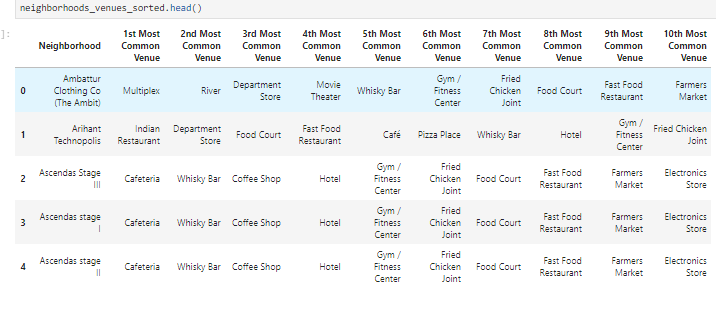 neighborhoods_venues_sorted.head()
]:
Neighborhood 1st Most Common Venue 2nd Most Common Venue 3rd Most Common Venue 4th Most Common Venue 5th Most Common Venue 6th Most Common Venue 7th Most Common Venue 8th Most Common Venue 9th Most Common Venue 10th Most Common Venue
0 Ambattur Clothing Co (The Ambit) Multiplex River Department Store Movie Theater Whisky Bar Gym / Fitness Center Fried Chicken Joint Food Court Fast Food Restaurant Farmers Market
1 Arihant Technopolis Indian Restaurant Department Store Food Court Fast Food Restaurant Café Pizza Place Whisky Bar Hotel Gym / Fitness Center Fried Chicken Joint
2 Ascendas Stage III Cafeteria Whisky Bar Coffee Shop Hotel Gym / Fitness Center Fried Chicken Joint Food Court Fast Food Restaurant Farmers Market Electronics Store
3 Ascendas stage I Cafeteria Whisky Bar Coffee Shop Hotel Gym / Fitness Center Fried Chicken Joint Food Court Fast Food Restaurant Farmers Market Electronics Store
4 Ascendas stage II Cafeteria Whisky Bar Coffee Shop Hotel Gym / Fitness Center Fried Chicken Joint Food Court Fast Food Restaurant Farmers Market Electronics Store